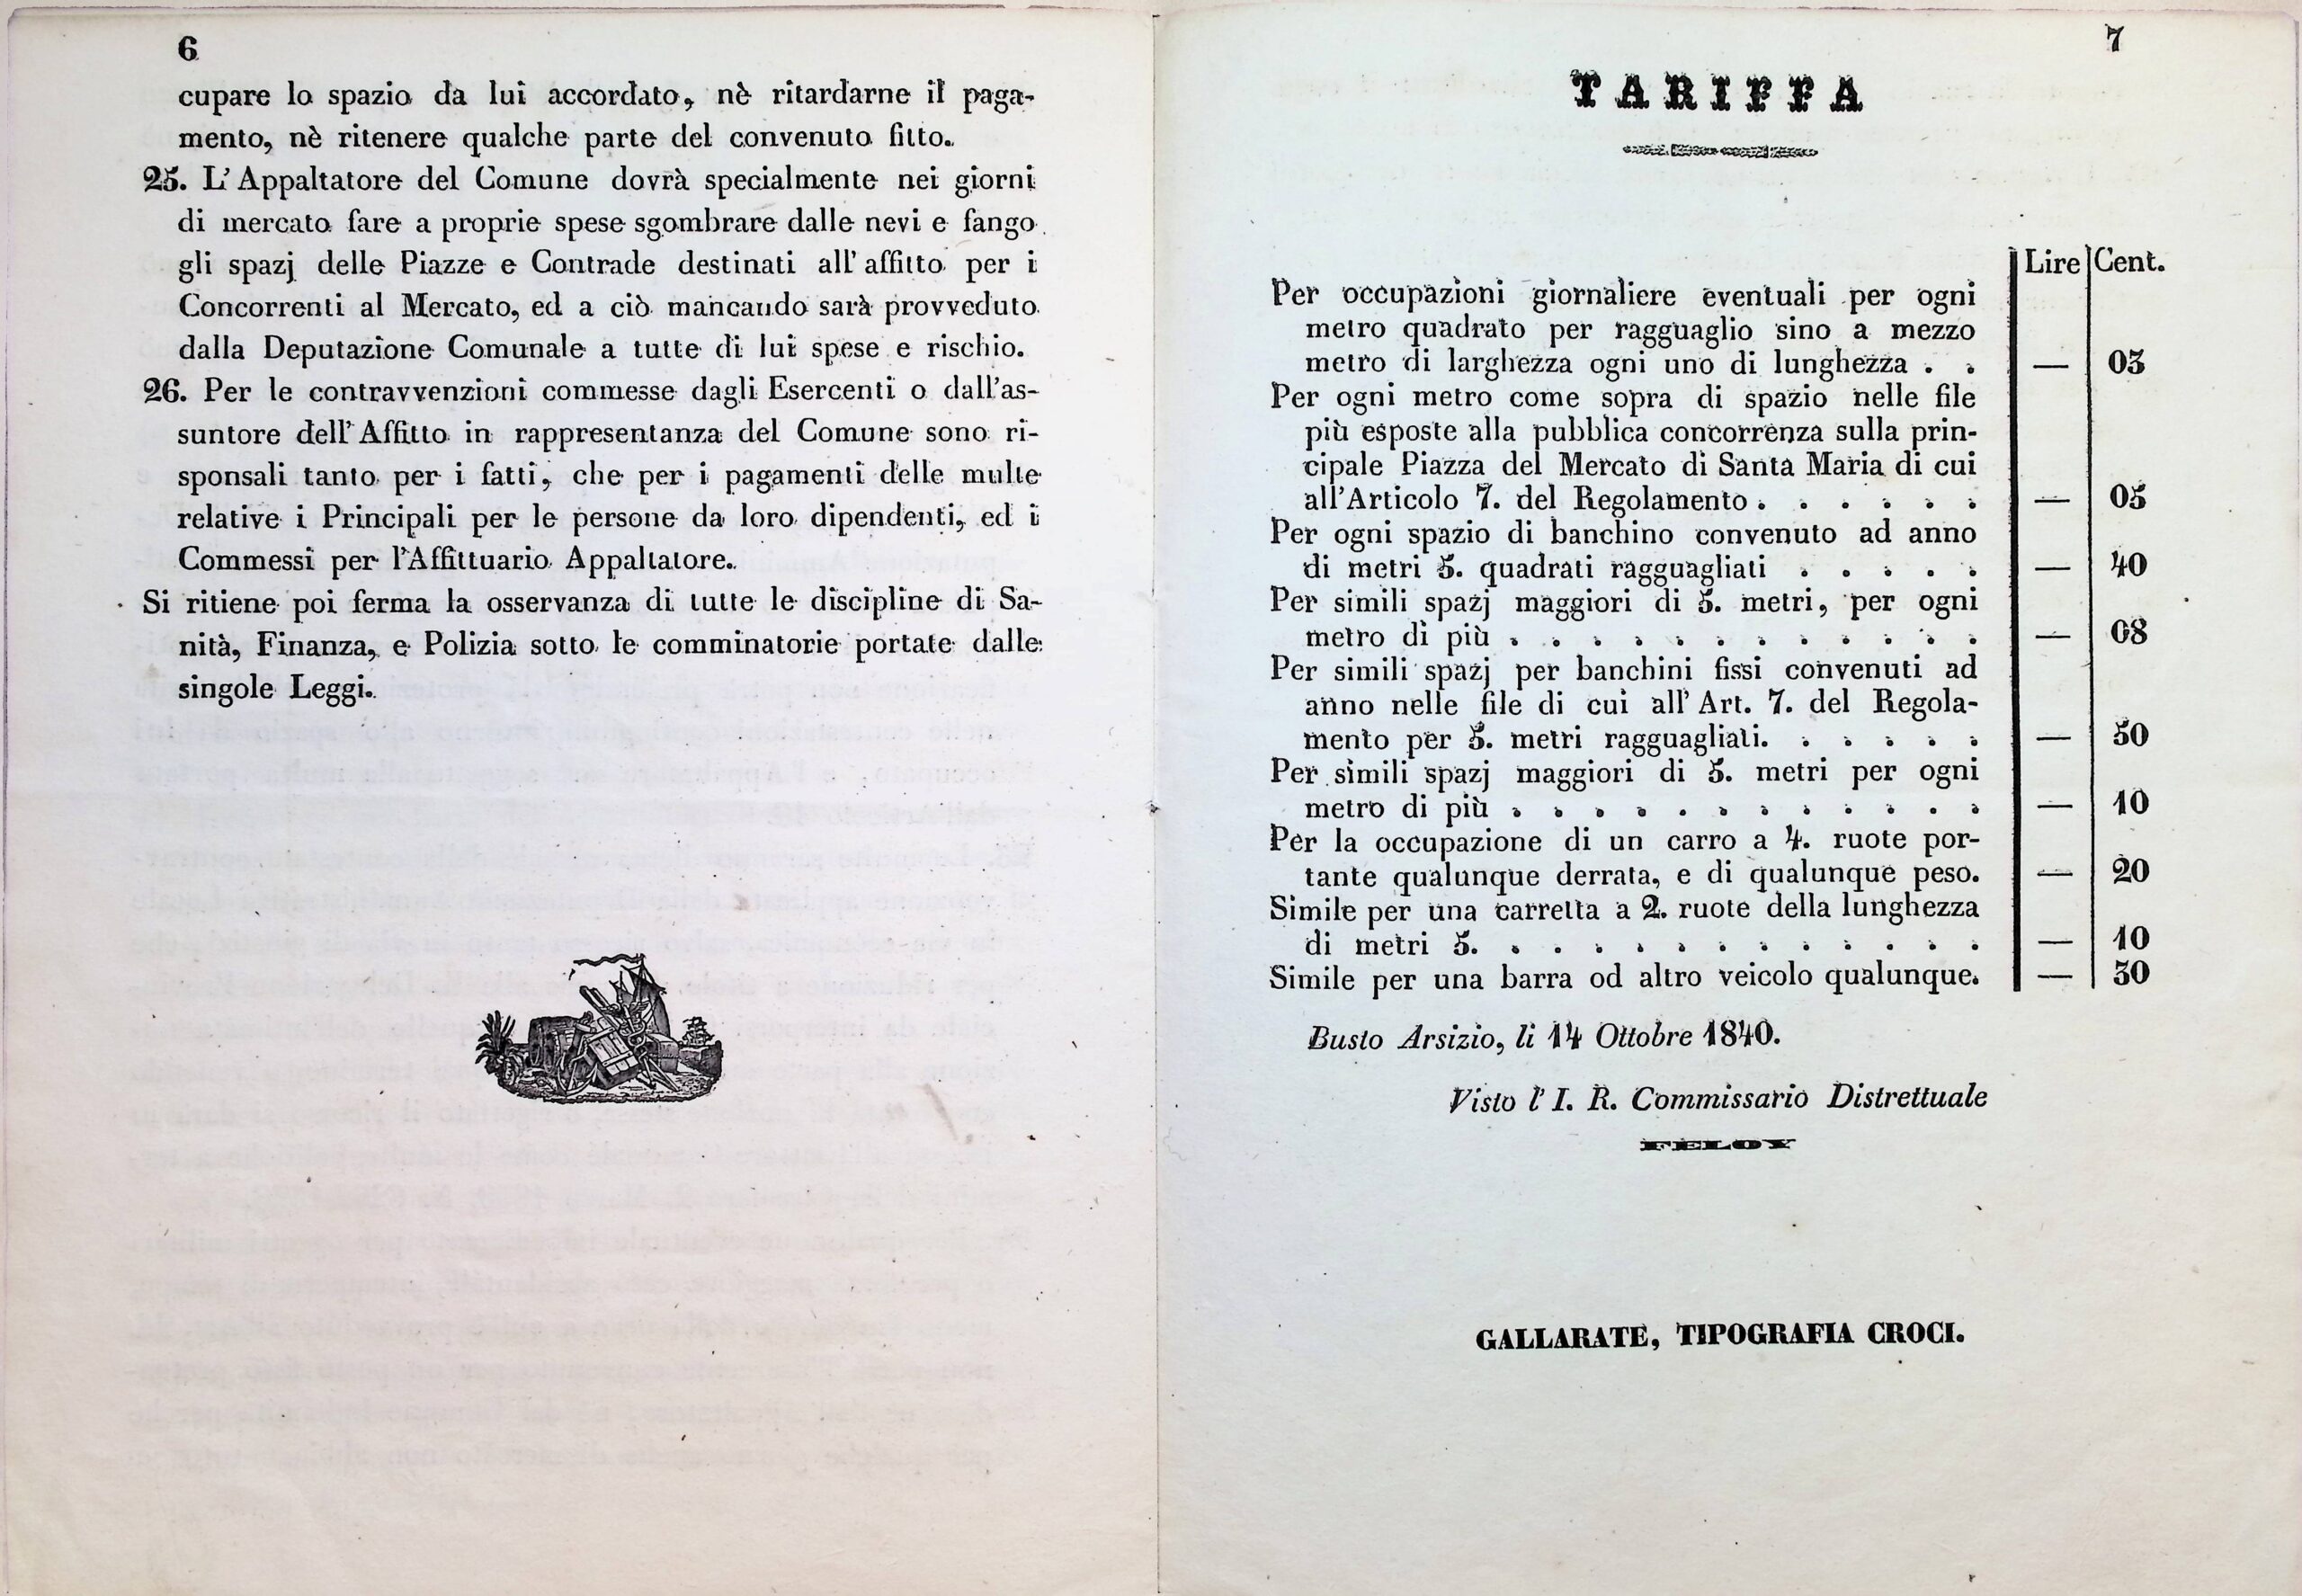 6
cupare lo spazio da lui accordato, nè ritardarne il paga-
mento, nè ritenere qualche parte del convenuto fitto.
25. L'Appaltatore del Comune dovrà specialmente nei giorni
di mercato fare a proprie spese sgombrare dalle nevi e fango
gli spazj delle Piazze e Contrade destinati all'affitto per i
Concorrenti al Mercato, ed a ciò mancando sarà provveduto
dalla Deputazione Comunale a tutte di lui spese e rischio.
26. Per le contravvenzioni commesse dagli Esercenti o dall'as-
suntore dell'Affitto in rappresentanza del Comune sono ri-
sponsali tanto per i fatti, che per i pagamenti delle multe
relative i Principali per le persone da loro dipendenti, ed i
Commessi per l'Affittuario Appaltatore.
Si ritiene poi ferma la osservanza di tutte le discipline di Sa-
nità, Finanza, e Polizia sotto le comminatorie portate dalle
singole Leggi.
7
TARIFFA
Lire Cent.
Per occupazioni giornaliere eventuali per ogni
metro quadrato per ragguaglio sino a mezzo
metro di larghezza ogni uno di lunghezza . . — 03
Per ogni metro come sopra di spazio nelle file
più esposte alla pubblica concorrenza sulla prin-
cipale Piazza del Mercato di Santa Maria di cui
all'Articolo 7. del Regolamento . . . . . . — 05
Per ogni spazio di banchino convenuto ad anno
di metri 5. quadrati ragguagliati . . . . . — 40
Per simili spazj maggiori di 5. metri, per ogni
metro di più . . . . . . . . . . . . — 08
Per simili spazj per banchini fissi convenuti ad
anno nelle file di cui all'Art. 7. del Regola-
mento per 5. metri ragguagliati. . . . . . — 50
Per simili spazj maggiori di 5. metri per ogni
metro di più . . . . . . . . . . . . — 10
Per la occupazione di un carro a 4. ruote por-
tante qualunque derrata, e di qualunque peso. — 20
Simile per una carretta a 2. ruote della lunghezza
di metri 5. . . . . . . . . . . . . — 10
Simile per una barra od altro veicolo qualunque. — 30
Busto Arsizio, li 14 Ottobre 1840.
Visto l'I. R. Commissario Distrettuale
FELOY
GALLARATE, TIPOGRAFIA CROCI.